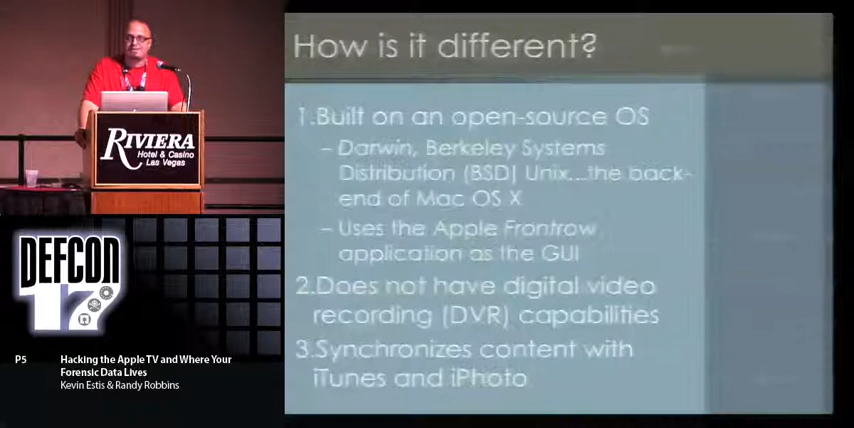 How is it different?
1.Built on an open-source OS
– Darwin, Berkeley Systems
Distribution (BSD) Unix...the back-
end of Mac OS X
– Uses the Apple Frontrow
application as the GUI
2.Does not have digital video
recording (DVR) capabilities
3.Synchronizes content with
iTunes and iPhoto
RIVIERA
Hotel & Casino
Las Vegas
DEFCON
17
P5 Hacking the Apple TV and Where Your
Forensic Data Lives
Kevin Estis & Randy Robbins